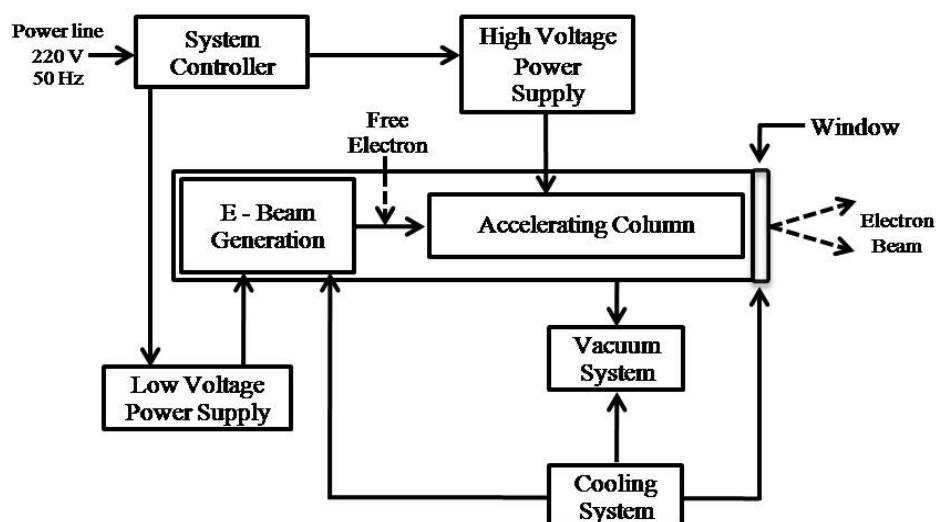 Power line
220 V
50 Hz
System
Controller
High Voltage
Power
Supply
Free
Electron
Window
E - Beam
Generation
Accelerating Column
Electron
Beam
Vacuum
System
Low Voltage
Power Supply
Cooling
System